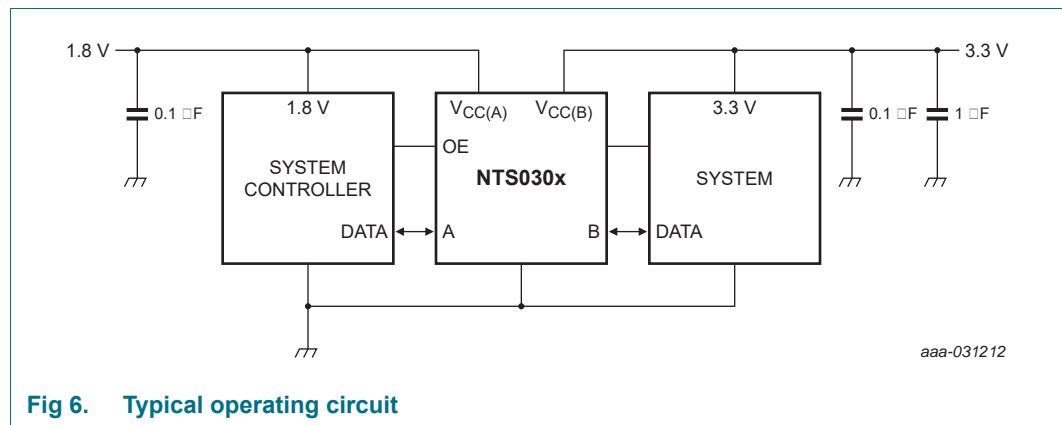 1.8 V
3.3 V
0.1 □F
1.8 V
VCC(A)
VCC(B)
3.3 V
0.1 □F
1 □F
OE
SYSTEM
CONTROLLER
NTS030x
SYSTEM
DATA
A
B
DATA
aaa-031212
Fig 6. Typical operating circuit